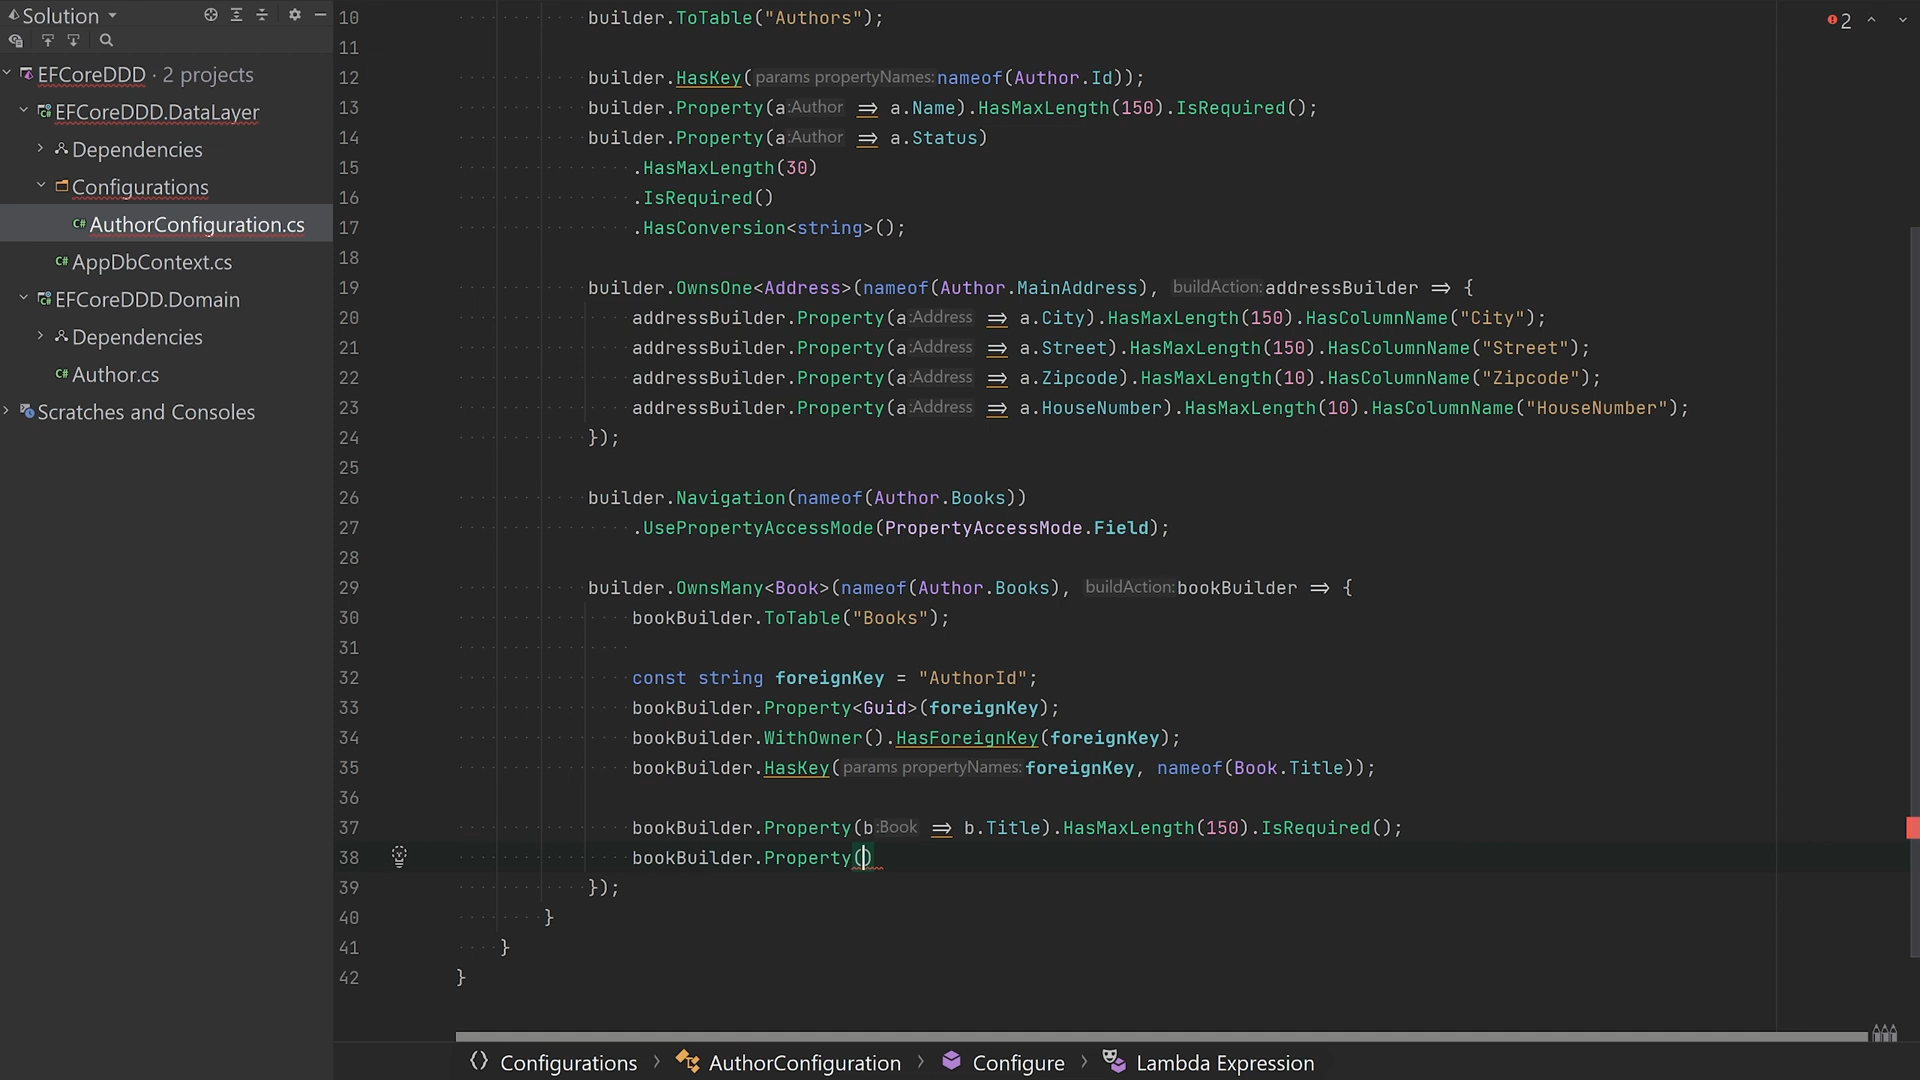 Solution
EFCoreDDD · 2 projects
EFCoreDDD.DataLayer
Dependencies
Configurations
C# AuthorConfiguration.cs
C# AppDbContext.cs
C# EFCoreDDD.Domain
Dependencies
C# Author.cs
Scratches and Consoles
2
10 builder.ToTable("Authors");
11
12 builder.HasKey(params propertyNames:nameof(Author.Id));
13 builder.Property(a:Author => a.Name).HasMaxLength(150).IsRequired();
14 builder.Property(a:Author => a.Status)
15 .HasMaxLength(30)
16 .IsRequired()
17 .HasConversion<string>();
18
19 builder.OwnsOne<Address>(nameof(Author.MainAddress), buildAction:addressBuilder => {
20 addressBuilder.Property(a:Address => a.City).HasMaxLength(150).HasColumnName("City");
21 addressBuilder.Property(a:Address => a.Street).HasMaxLength(150).HasColumnName("Street");
22 addressBuilder.Property(a:Address => a.Zipcode).HasMaxLength(10).HasColumnName("Zipcode");
23 addressBuilder.Property(a:Address => a.HouseNumber).HasMaxLength(10).HasColumnName("HouseNumber");
24 });
25
26 builder.Navigation(nameof(Author.Books))
27 .UsePropertyAccessMode(PropertyAccessMode.Field);
28
29 builder.OwnsMany<Book>(nameof(Author.Books), buildAction:bookBuilder => {
30 bookBuilder.ToTable("Books");
31
32 const string foreignKey = "AuthorId";
33 bookBuilder.Property<Guid>(foreignKey);
34 bookBuilder.WithOwner().HasForeignKey(foreignKey);
35 bookBuilder.HasKey(params propertyNames:foreignKey, nameof(Book.Title));
36
37 bookBuilder.Property(b:Book => b.Title).HasMaxLength(150).IsRequired();
38 bookBuilder.Property()
39 });
40 }
41 }
42 }
Configurations > AuthorConfiguration > Configure > Lambda Expression